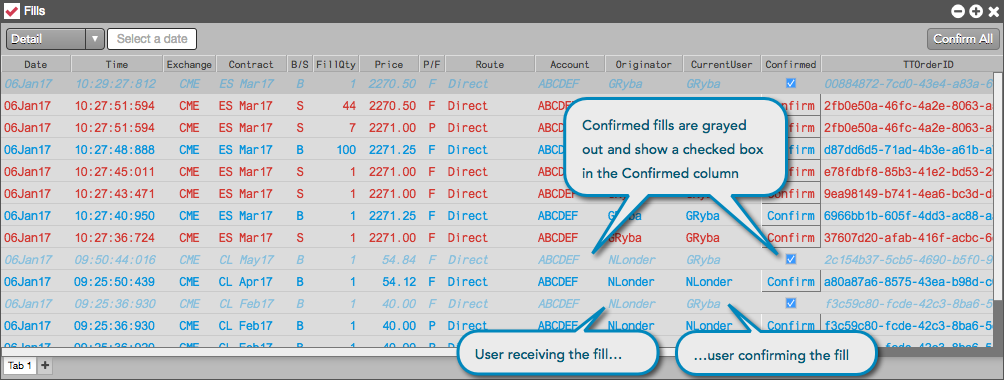 Fills
Detail Select a date Confirm All
Date Time Exchange Contract B/S FillQty Price P/F Route Account Originator CurrentUser Confirmed TTOrderID
06Jan17 10:29:27:812 CME ES Mar17 B 1 2270.50 F Direct ABCDEF GRyba GRyba 00884872-7cd0-43e4-a83a-6
06Jan17 10:27:51:594 CME ES Mar17 S 44 2270.50 F Direct ABCDEF Confirm 2fb0e50a-46fc-4a2e-8063-a
06Jan17 10:27:51:594 CME ES Mar17 S 7 2271.00 P Direct ABCDEF Confirm 2fb0e50a-46fc-4a2e-8063-a
06Jan17 10:27:48:888 CME ES Mar17 B 100 2271.25 F Direct ABCDEF Confirm d87dd6d5-71ad-4b3e-a61b-a
06Jan17 10:27:45:011 CME ES Mar17 S 1 2271.00 F Direct ABCDEF Confirm e78fdbf8-85b3-41e2-bd53-2
06Jan17 10:27:43:471 CME ES Mar17 S 1 2271.00 F Direct ABCDEF Confirm 9ea98149-b741-4ea6-bc3d-d
06Jan17 10:27:40:950 CME ES Mar17 B 1 2271.25 F Direct ABCDEF GRyba GRyba Confirm 6966bb1b-605f-4dd3-ac88-a
06Jan17 10:27:36:724 CME ES Mar17 S 1 2271.00 F Direct ABCDEF GRyba GRyba Confirm 37607d20-afab-416f-acbc-6
06Jan17 09:50:44:016 CME CL May17 B 1 54.84 F Direct ABCDEF NLonder GRyba 2c154b37-5cb5-4690-b5f0-9
06Jan17 09:25:50:439 CME CL Apr17 B 1 54.12 F Direct ABCDEF NLonder NLonder Confirm a80a87a6-8575-43ea-b98d-c
06Jan17 09:25:36:930 CME CL Feb17 B 1 40.00 F Direct ABCDEF NLonder GRyba f3c59c80-fcde-42c3-8ba6-5
06Jan17 09:25:36:930 CME CL Feb17 B 1 40.00 P Direct ABCDEF NLonder NLonder Confirm f3c59c80-fcde-42c3-8ba6-5
Confirmed fills are grayed
out and show a checked box
in the Confirmed column
User receiving the fill…
…user confirming the fill
Tab 1